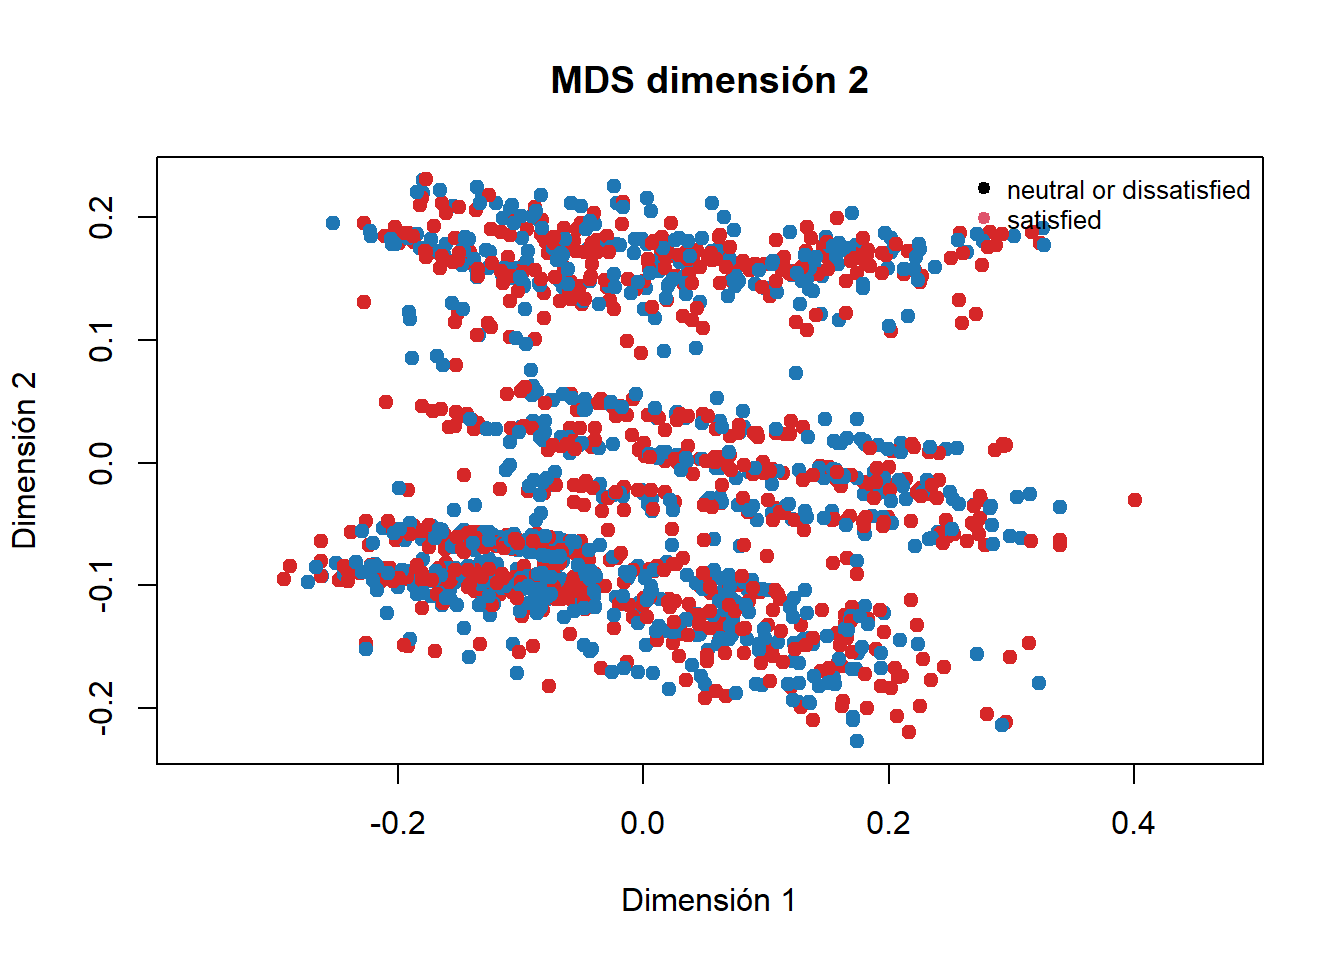 MDS dimensión 2
neutral or dissatisfied
satisfied
Dimensión 2
0.2
0.1
0.0
-0.1
-0.2
-0.2
0.0
0.2
0.4
Dimensión 1